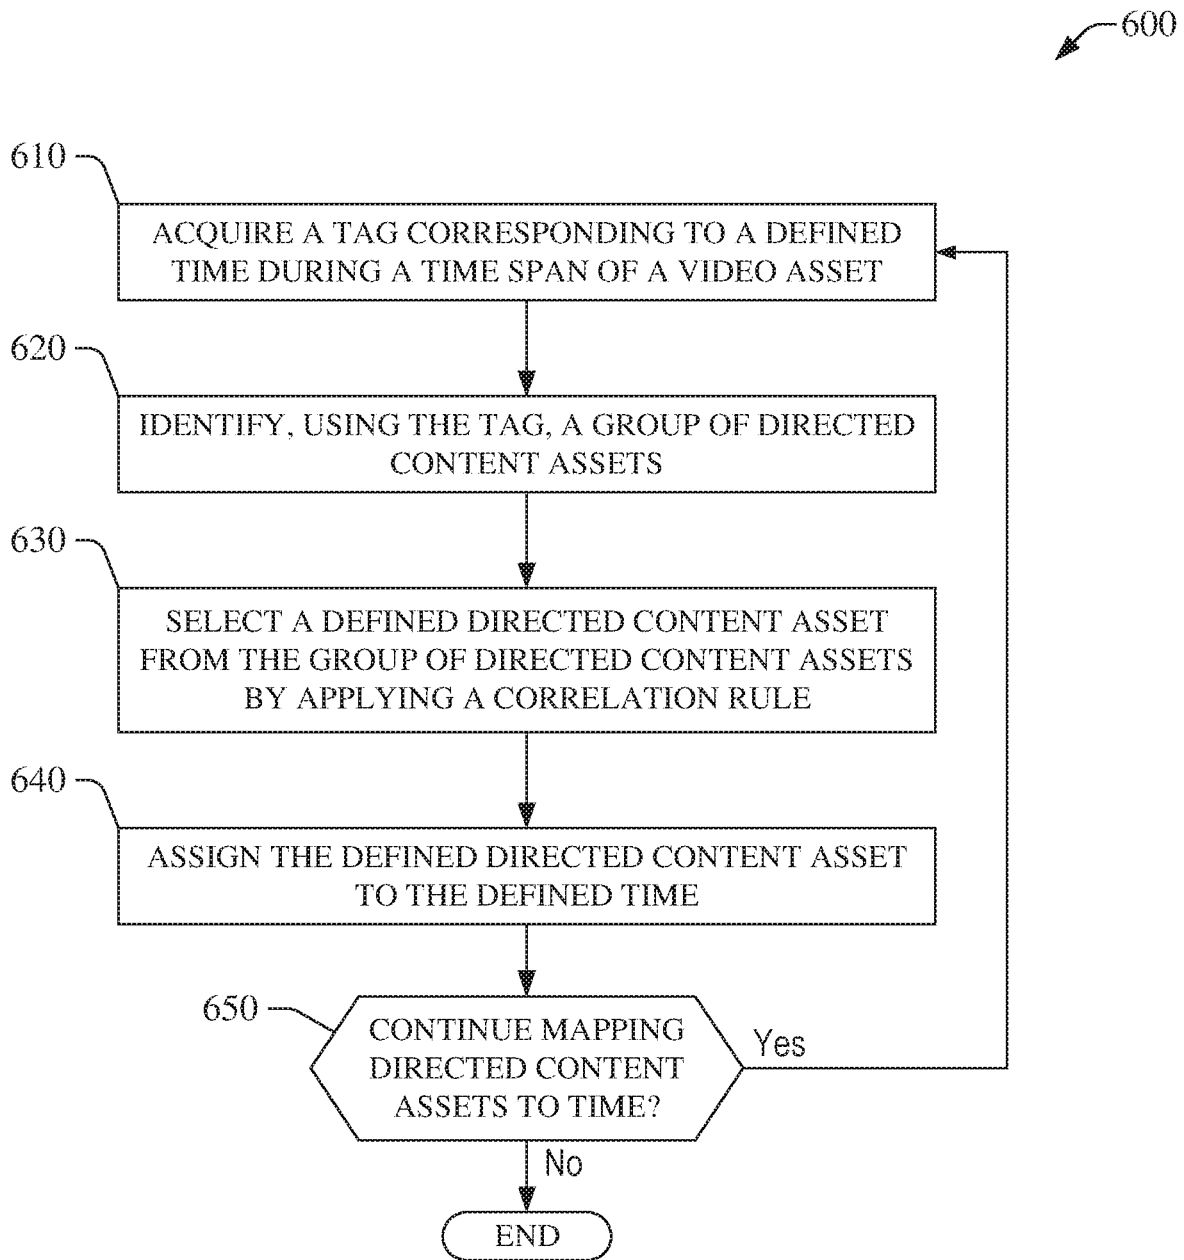 600
610
ACQUIRE A TAG CORRESPONDING TO A DEFINED
TIME DURING A TIME SPAN OF A VIDEO ASSET
620
IDENTIFY, USING THE TAG, A GROUP OF DIRECTED
CONTENT ASSETS
630
SELECT A DEFINED DIRECTED CONTENT ASSET
FROM THE GROUP OF DIRECTED CONTENT ASSETS
BY APPLYING A CORRELATION RULE
640
ASSIGN THE DEFINED DIRECTED CONTENT ASSET
TO THE DEFINED TIME
650
CONTINUE MAPPING
DIRECTED CONTENT
ASSETS TO TIME?
Yes
No
END